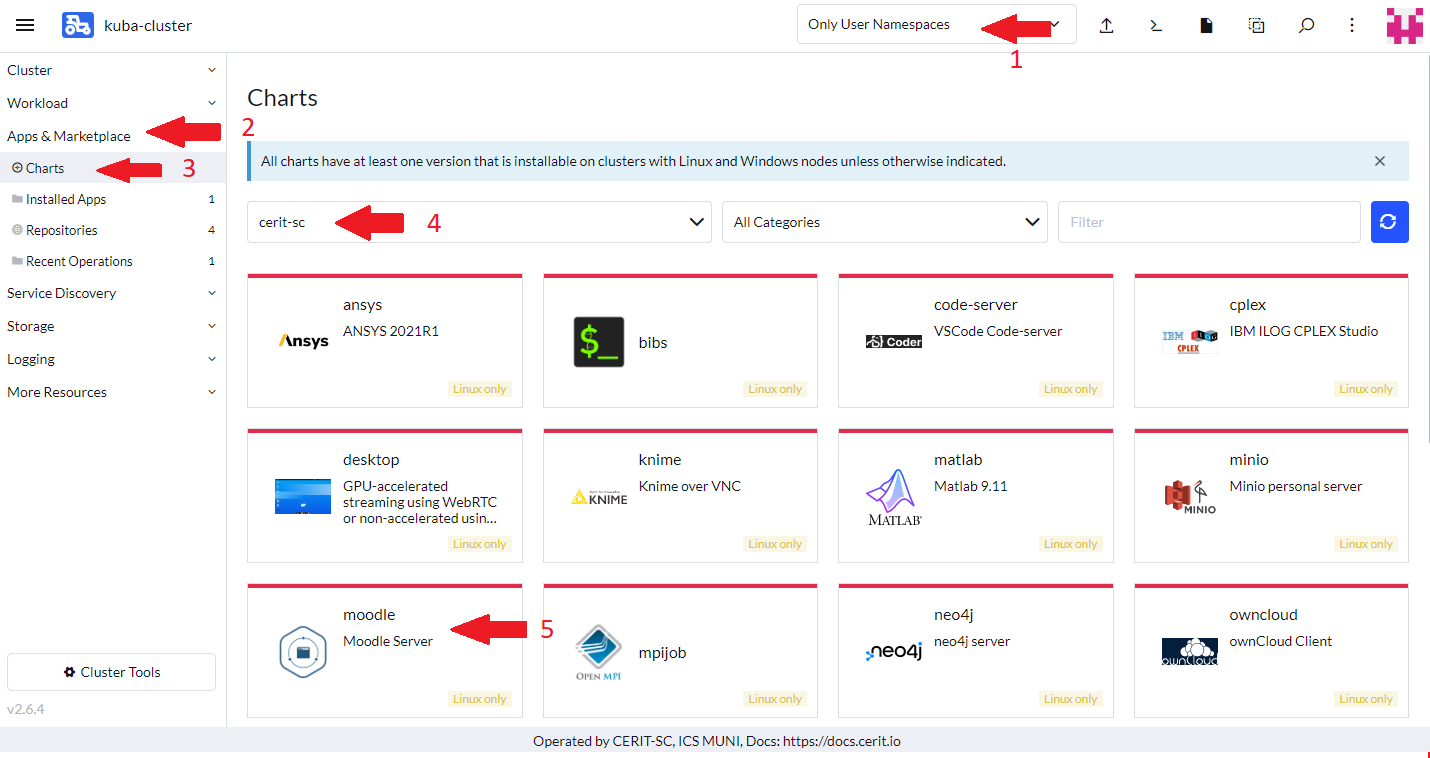 kuba-cluster
Only User Namespaces
1
Cluster
Workload
Apps & Marketplace
2
Charts
3
Installed Apps 1
Repositories 4
Recent Operations 1
Service Discovery
Storage
Logging
More Resources
Cluster Tools
v2.6.4
Charts
All charts have at least one version that is installable on clusters with Linux and Windows nodes unless otherwise indicated.
cerit-sc
4
All Categories
Filter
Ansys
ansys
ANSYS 2021R1
Linux only
$_
bibs
Linux only
Coder
code-server
VSCode Code-server
Linux only
IBM ILOG
CPLEX
cplex
IBM ILOG CPLEX Studio
Linux only
desktop
GPU-accelerated
streaming using WebRTC
or non-accelerated usin...
Linux only
KNIME
knime
Knime over VNC
Linux only
MATLAB
matlab
Matlab 9.11
Linux only
MINIO
minio
Minio personal server
Linux only
moodle
Moodle Server
5
Linux only
OPEN MPI
mpijob
Linux only
neo4j
neo4j
neo4j server
Linux only
ownCloud
owncloud
ownCloud Client
Linux only
Operated by CERIT-SC, ICS MUNI, Docs: https://docs.cerit.io